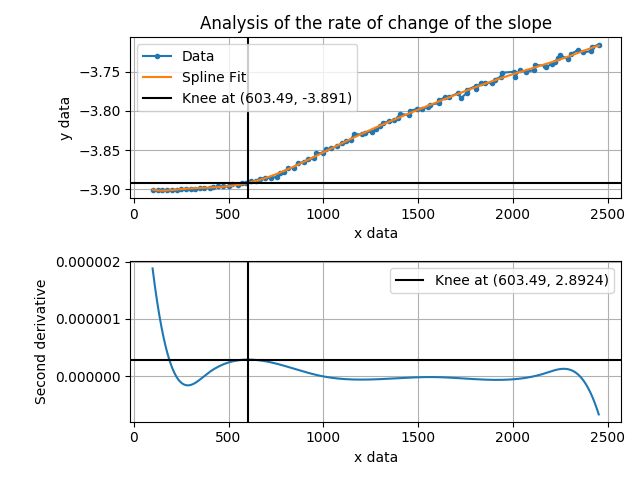 Analysis of the rate of change of the slope
Data
Spline Fit
Knee at (603.49, -3.891)
−3.75
−3.80
−3.85
−3.90
y data
0 500 1000 1500 2000 2500
x data
Knee at (603.49, 2.8924)
0.000002
0.000001
0.000000
Second derivative
0 500 1000 1500 2000 2500
x data